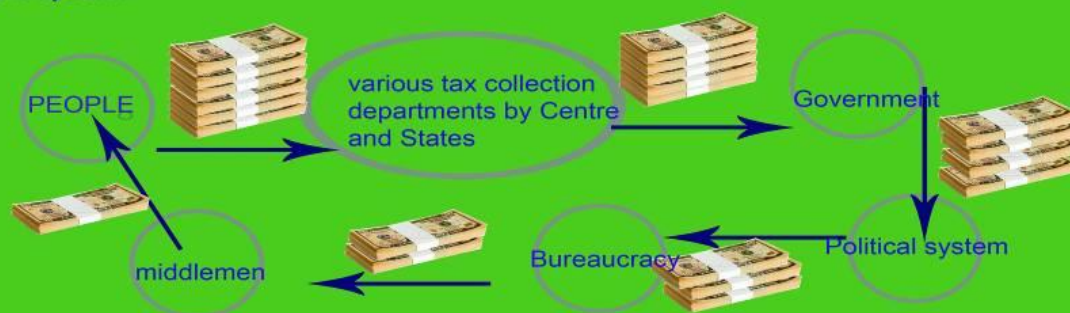 PEOPLE
various tax collection
departments by Centre
and States
Government
Political system
Bureaucracy
middlemen